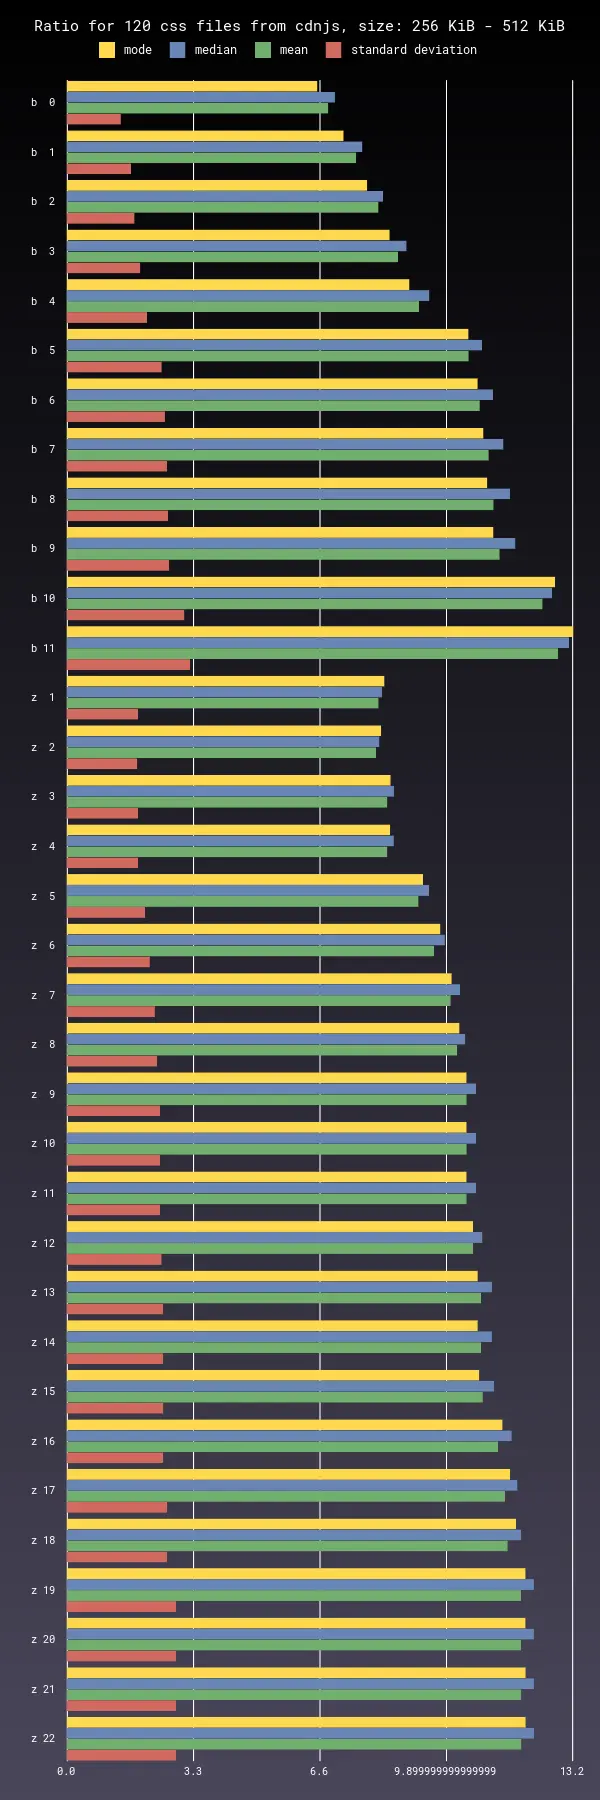 Ratio for 120 css files from cdnjs, size: 256 KiB - 512 KiB
mode median mean standard deviation
b 0
b 1
b 2
b 3
b 4
b 5
b 6
b 7
b 8
b 9
b 10
b 11
z 1
z 2
z 3
z 4
z 5
z 6
z 7
z 8
z 9
z 10
z 11
z 12
z 13
z 14
z 15
z 16
z 17
z 18
z 19
z 20
z 21
z 22
0.0 3.3 6.6 9.899999999999999 13.2